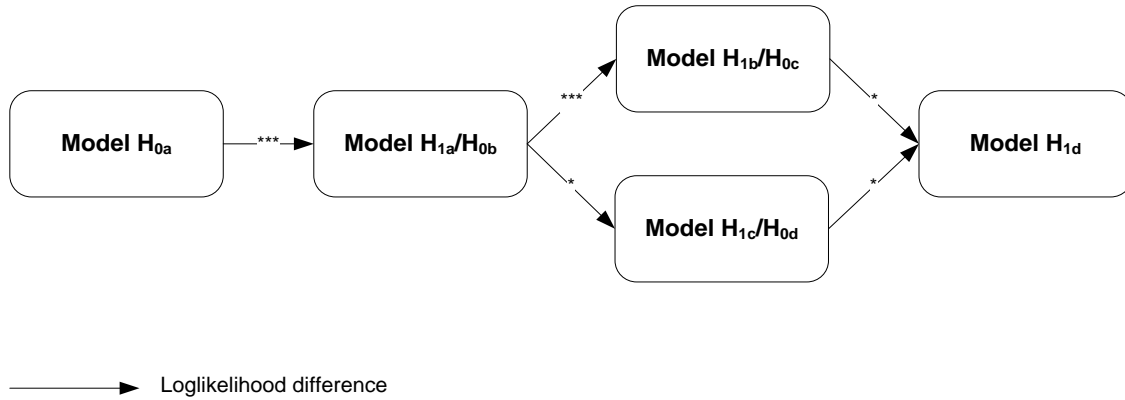 Model H1b/H0c
Model H0a
***
Model H1a/H0b
***
*
*
*
Model H1d
Model H1c/H0d
Loglikelihood difference